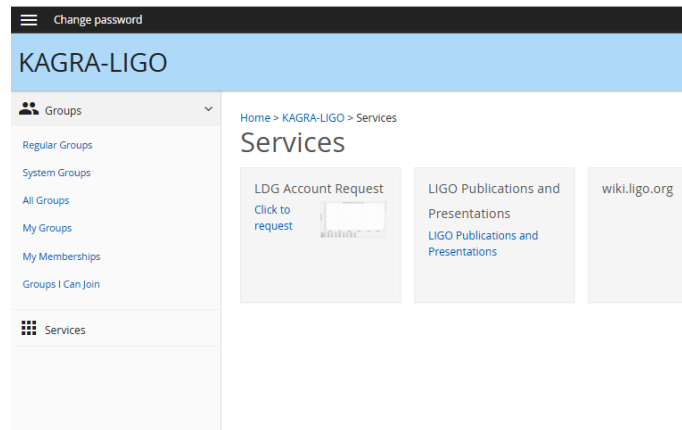 Change password
KAGRA-LIGO
Groups
Regular Groups
System Groups
All Groups
My Groups
My Memberships
Groups I Can Join
Services
Home > KAGRA-LIGO > Services
Services
LDG Account Request
Click to
request
LIGO Publications and
Presentations
LIGO Publications and
Presentations
wiki.ligo.org